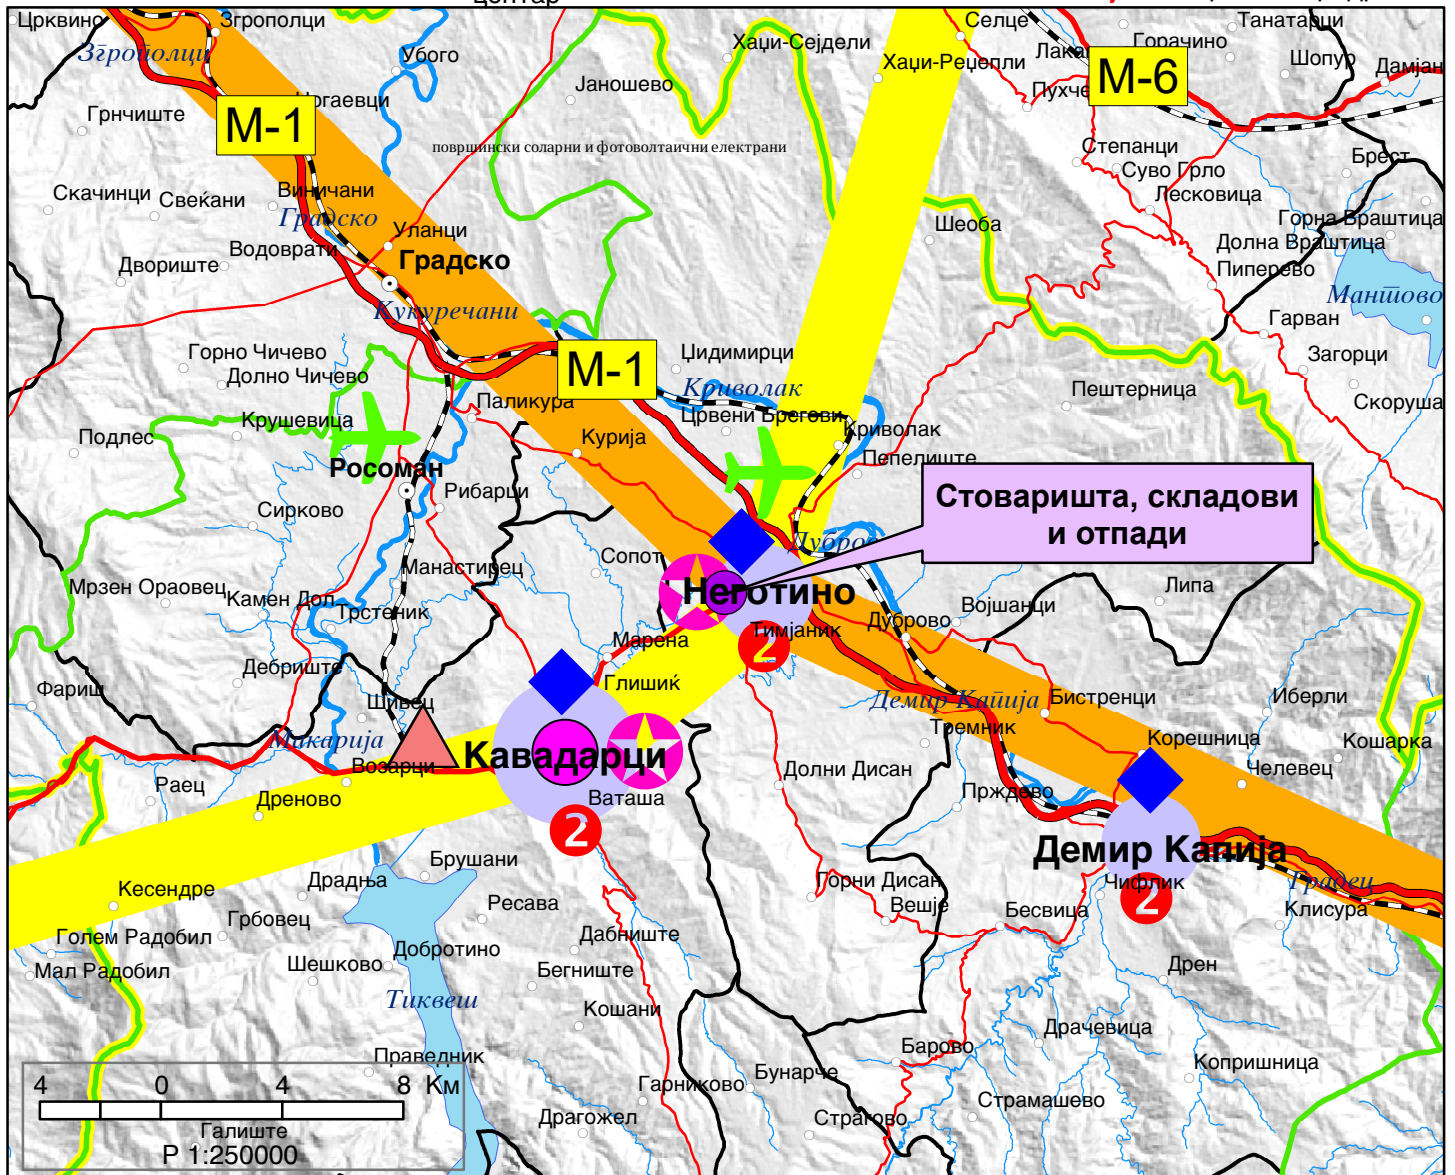 центар
Црквино
Згрополци
Згрополци
Убого
Хаџи-Сејдели
Селце
Танатарци
Горачино
Шопур
Дамјан
Хаџи-Реџепли
М-6
Јаношево
Грнчиште
М-1
површински соларни и фотоволтаични електрани
Степанци
Суво Грло
Брест
Лесковица
Скачинци
Свеќани
Виничани
Градско
Уланци
Шеоба
Горна Враштица
Долна Враштица
Водоврати
Градско
Двориште
Пиперево
Мантово
Кукуречани
Гарван
Горно Чичево
Долно Чичево
М-1
Џидимирци
Криволак
Загорци
Пештерница
Скоруша
Паликура
Црвени Брегови
Крушевица
Криволак
Подлес
Курија
Пепелиште
Росоман
Рибарци
Стоваришта, складови
и отпади
Сирково
Сопот
Манастирец
Мрзен Ораовец
Камен Дол
Трстеник
Неготино
Војшанци
Липа
Дуброво
Тимјаник
Марена
2
Дебриште
Глишиќ
Фариш
Шивец
Демир Капија
Бистренци
Иберли
Тремник
Макарија
Кавадарци
Корешница
Кошарка
Возарци
Раец
Дреново
Ваташа
Долни Дисан
Челевец
Прждево
2
Демир Капија
Брушани
Драдња
Кесендре
Горни Дисан
Чифлик
Градец
2
Грбовец
Ресава
Вешје
Бесвица
Клисура
Голем Радобил
Дабниште
Добротино
Мал Радобил
Шешково
Бегниште
Дрен
Тиквеш
Кошани
Драчевица
Праведник
Барово
Копришница
Бунарче
Гарниково
4 0 4 8 Км
Страмашево
Драгожел
Страгово
Галиште
Р 1:250000